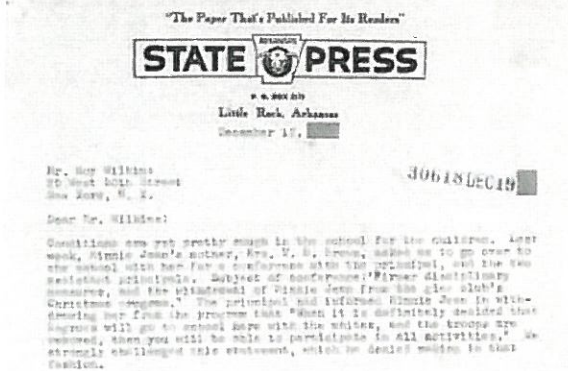 "The Paper That's Published For Its Readers"
ARKANSAS
STATE PRESS
P. O. BOX
Little Rock, Arkansas
December
Mr. Roy Wilkins
West 40th Street
New York, N. Y.
Dear Mr. Wilkins:
Conditions are yet pretty rough in the school for the children. Last
week, Minnie Jean's mother, Mrs. W. B. Brown, asked me to go over to
the school with her for a conference with the principal, and the two
assistant principals. Subject of conference: "Firmer disciplinary
measures, and the withdrawal of Minnie Jean from the glee club's
Christmas program." The principal had informed Minnie Jean in with-
drawing her from the program that "When it is definitely decided that
Negroes will go to school here with the whites, and the troops are
removed, then you will be able to participate in all activities." We
strongly challenged this statement, which he denied making in that
fashion.